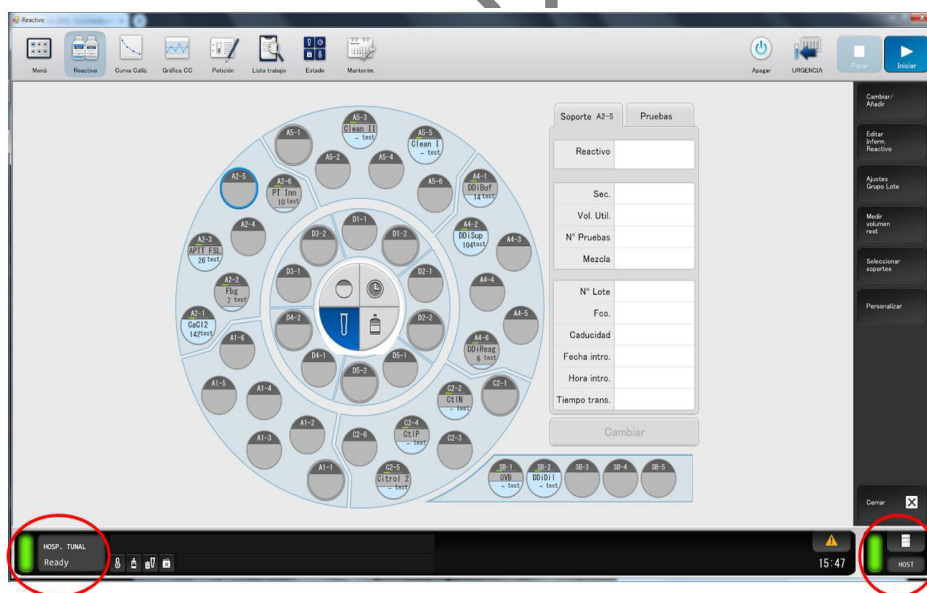 Reactivo
Menú
Reactivo
Curva Calib.
Gráfica CC
Petición
Lista trabajo
Estado
Mantenim.
Apagar
URGENCIA
Parar
Iniciar
A5-1
A5-3
Clean II
- test
A5-5
Clean I
- test
A5-2
A5-4
A5-6
A2-5
A2-6
PT Inn
10 test
A4-1
DDiBuf
14 test
A2-4
A2-3
APTT FSL
26 test
A4-2
DDiSup
104test
A4-3
A2-2
Fbg
7 test
A4-4
A2-1
CaCl2
142test
A4-5
A1-6
A4-6
DDiReag
6 test
A1-5
A1-4
C2-2
CtlN
- test
C2-1
A1-3
A1-2
C2-6
C2-4
CtlP
- test
C2-3
A1-1
C2-5
Citrol 2
- test
D1-1
D3-2
D1-2
D3-1
D2-1
D4-2
D2-2
D4-1
D5-1
D5-2
SB-1
OVB
- test
SB-2
DDiDil
- test
SB-3
SB-4
SB-5
Soporte A2-5
Pruebas
Reactivo
Sec.
Vol. Util.
N° Pruebas
Mezcla
N° Lote
Fco.
Caducidad
Fecha intro.
Hora intro.
Tiempo trans.
Cambiar
Cambiar/
Añadir
Editar
Inform.
Reactivo
Ajustes
Grupo Lote
Medir
volumen
rest.
Seleccionar
soportes
Personalizar
Cerrar
HOSP. TUNAL
Ready
15:47
HOST